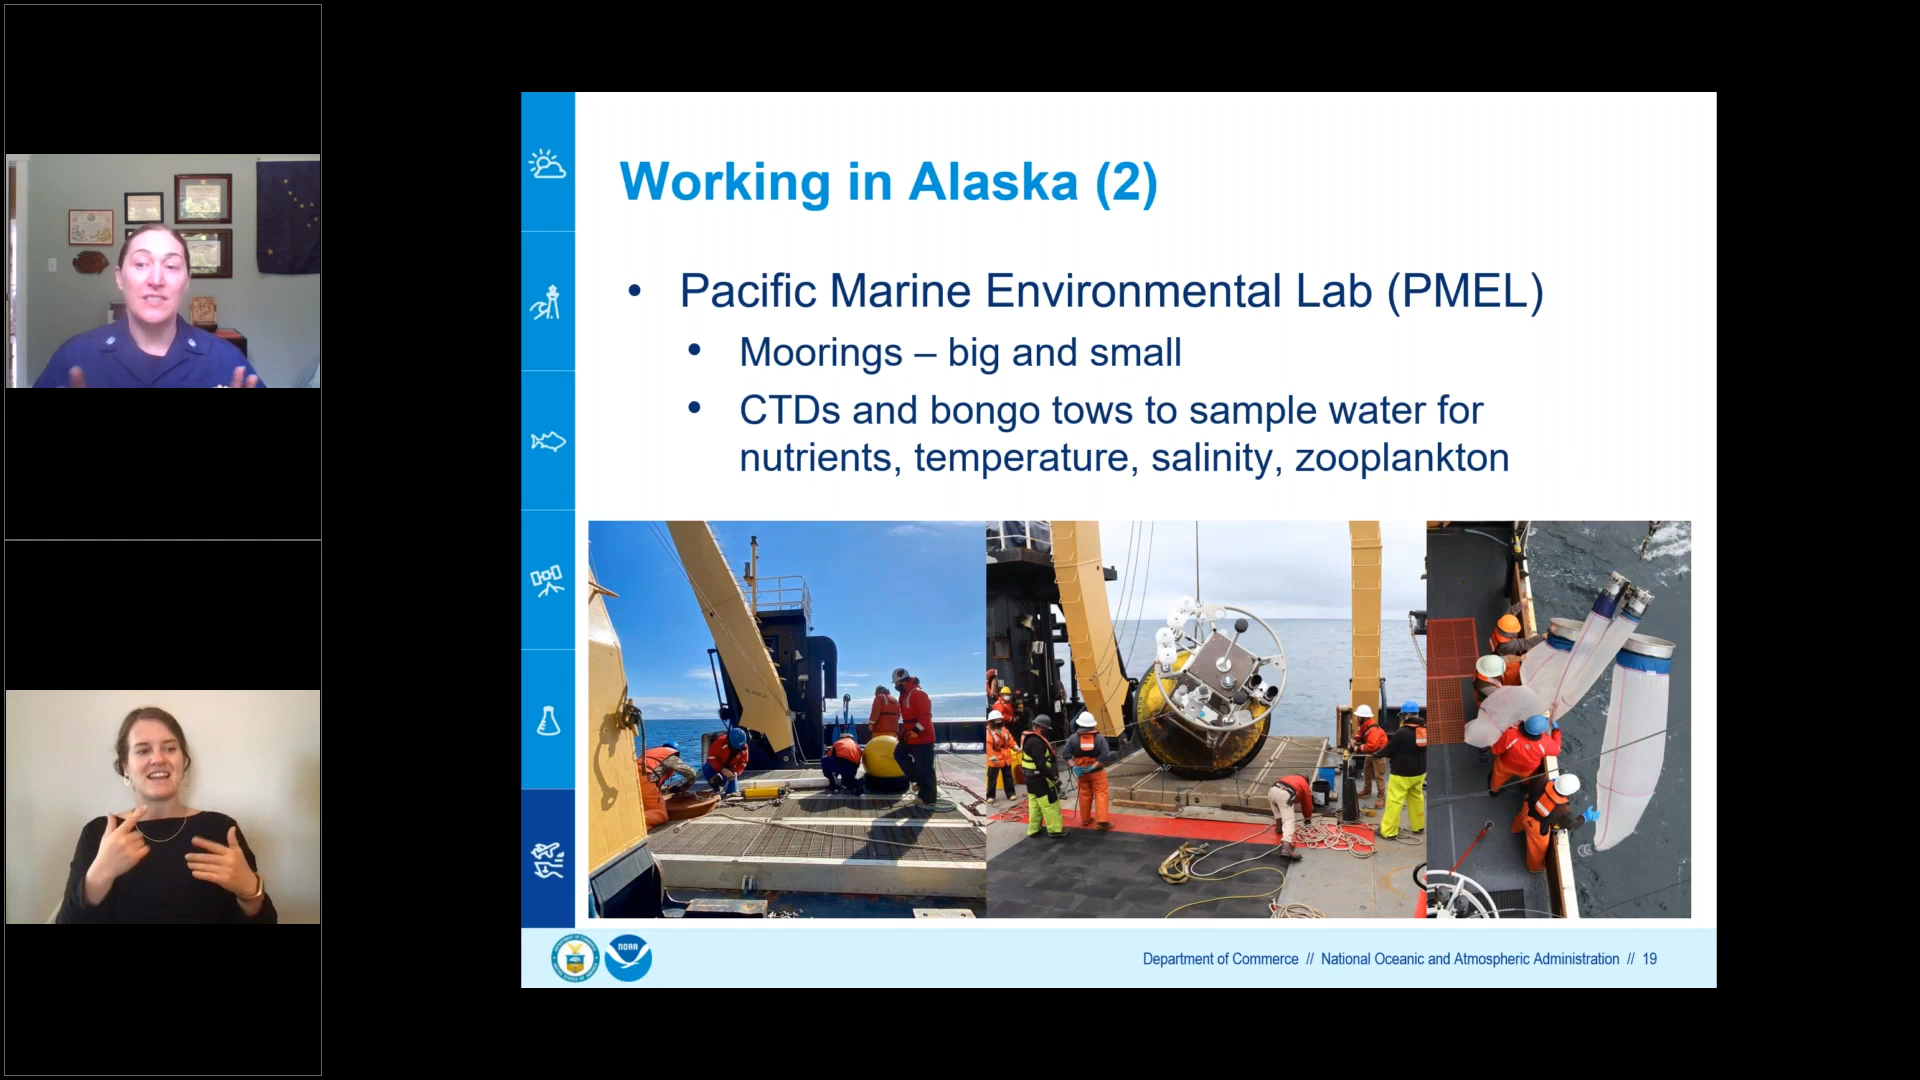 Working in Alaska (2)
• Pacific Marine Environmental Lab (PMEL)
• Moorings – big and small
• CTDs and bongo tows to sample water for
nutrients, temperature, salinity, zooplankton
NOAA
Department of Commerce // National Oceanic and Atmospheric Administration // 19